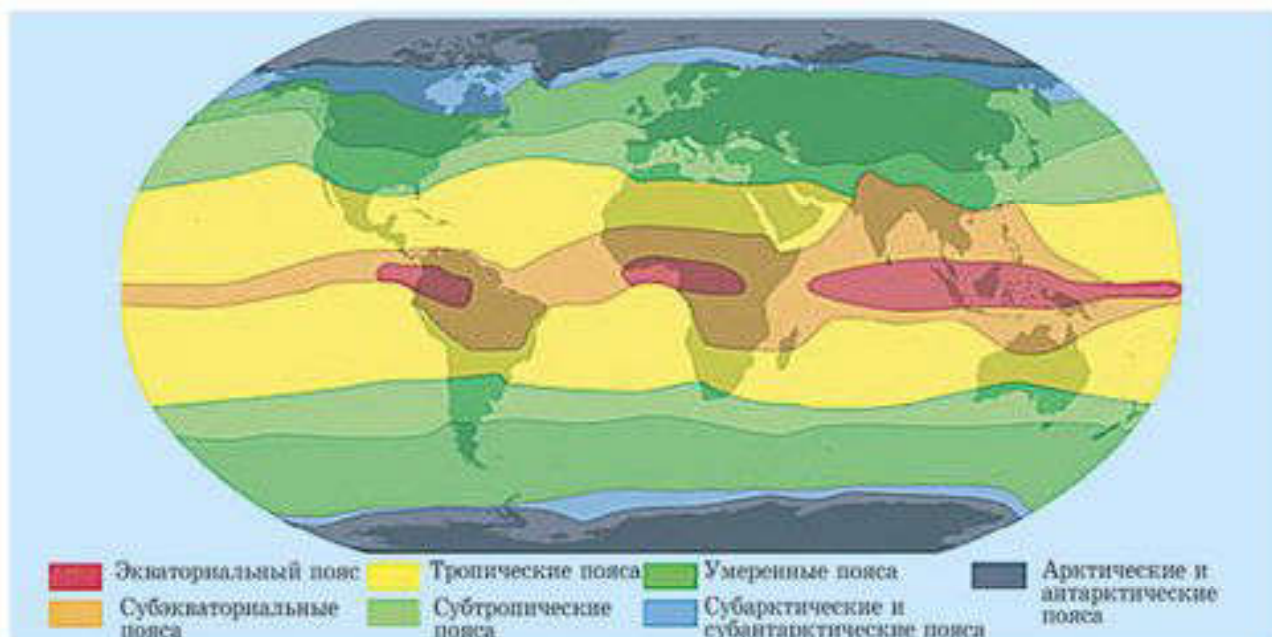 Экваториальный пояс
Субэкваториальные
пояса
Тропические пояса
Субтропические
пояса
Умеренные пояса
Субарктические и
субантарктические пояса
Арктические и
антарктические
пояса